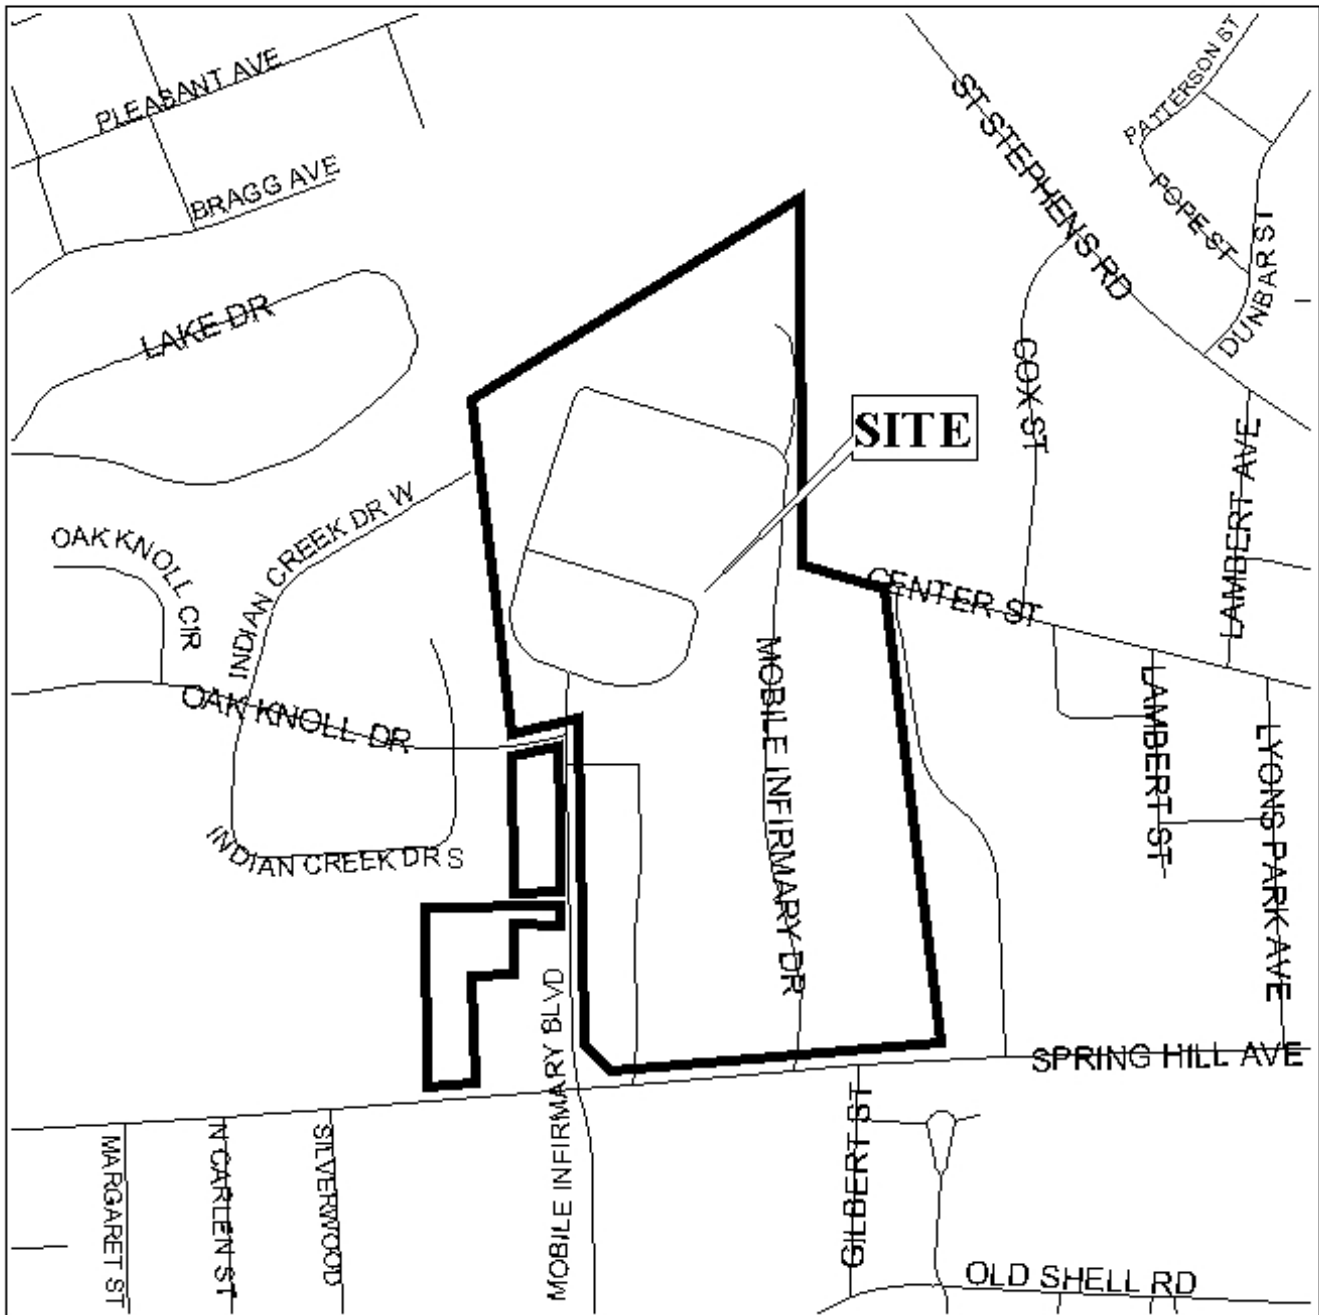 PLEASANT AVE
PATTERSON ST
ST STEPHENS RD
BRAGG AVE
POPE ST
DUNBAR ST
LAKE DR
COX ST
SITE
LAMBERT AVE
INDIAN CREEK DR W
OAK KNOLL CIR
CENTER ST
OAK KNOLL DR
MOBILE INFIRMARY DR
LAMBERT ST
LYONS PARK AVE
INDIAN CREEK DR S
MOBILE INFIRMARY BLVD
SPRING HILL AVE
MARGARET ST
N CARLEN ST
SILVERWOOD
MOBILE INFIRMARY BLVD
GILBERT ST
OLD SHELL RD